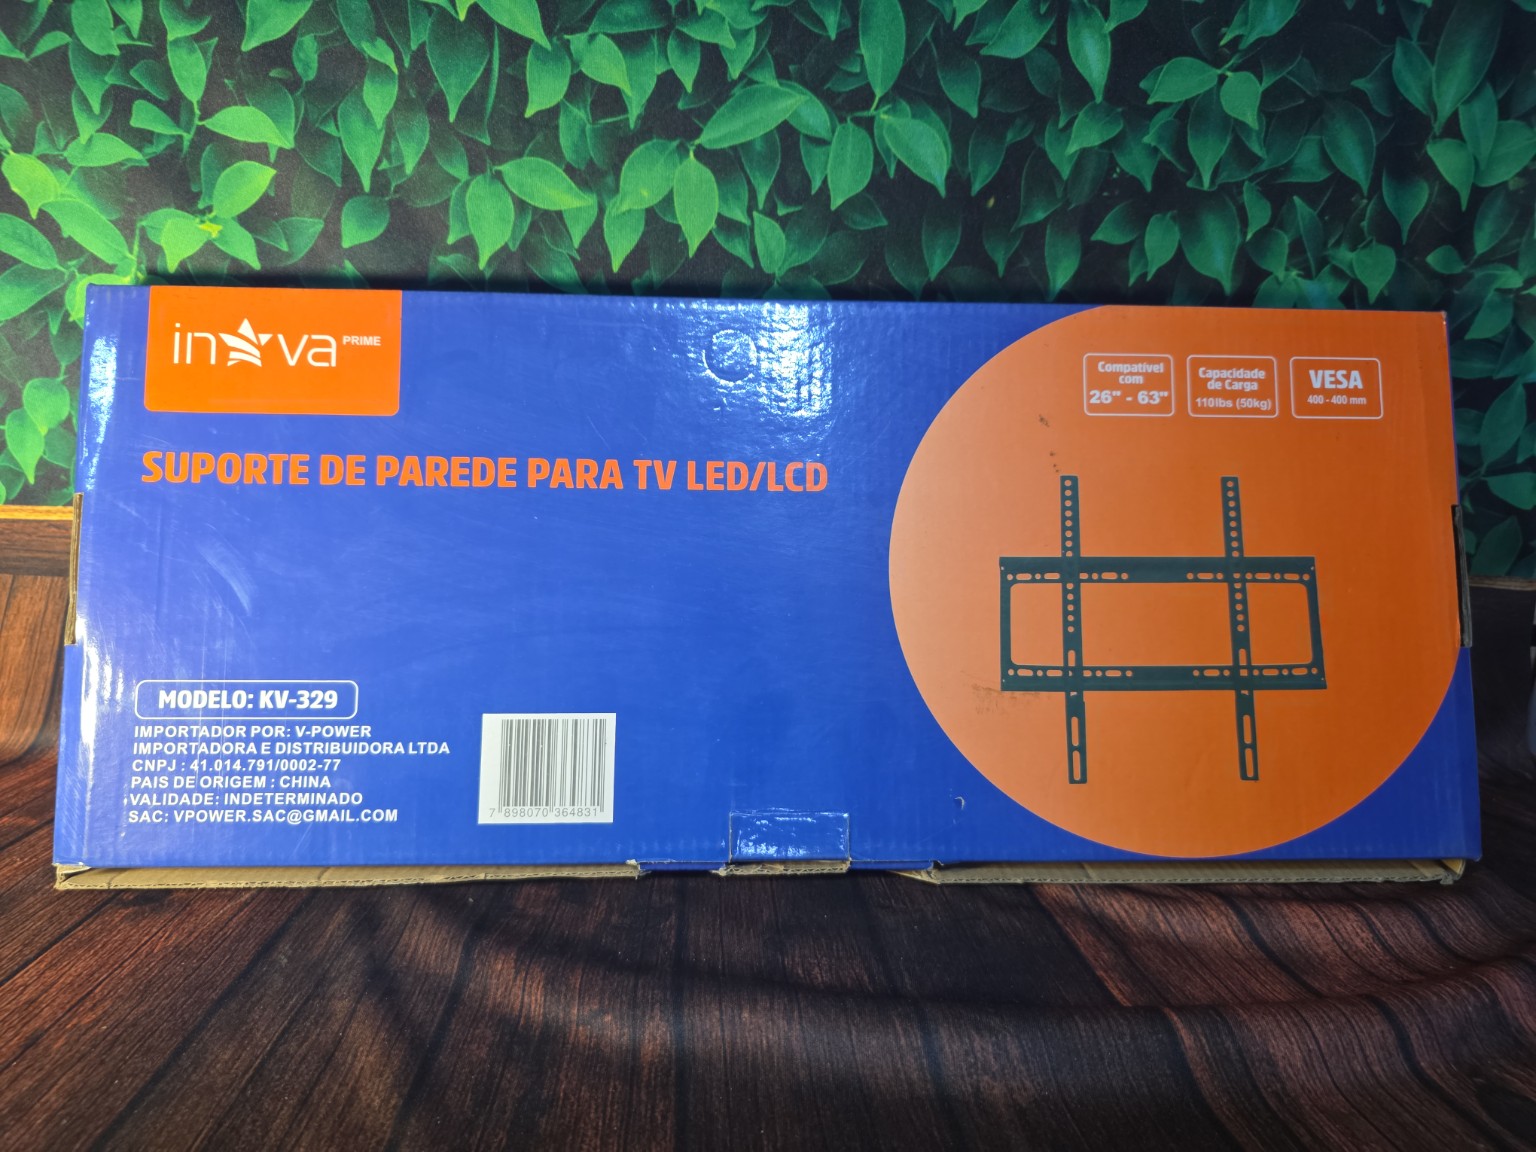 inova PRIME
SUPORTE DE PAREDE PARA TV LED/LCD
Compatível
com
26" - 63"
Capacidade
de Carga
110lbs (50kg)
VESA
400 - 400 mm
MODELO: KV-329
IMPORTADOR POR: V-POWER
IMPORTADORA E DISTRIBUIDORA LTDA
CNPJ : 41.014.791/0002-77
PAIS DE ORIGEM : CHINA
VALIDADE: INDETERMINADO
SAC: VPOWER.SAC@GMAIL.COM
7 898070 364831